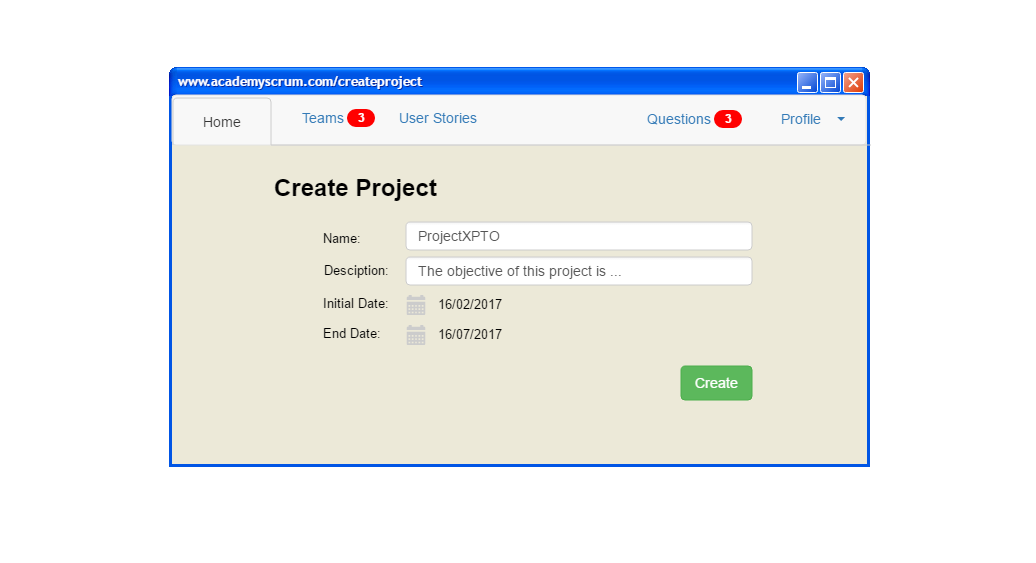 www.academyscrum.com/createproject
Home Teams 3 User Stories Questions 3 Profile
Create Project
Name: ProjectXPTO
Desciption: The objective of this project is ...
Initial Date: 16/02/2017
End Date: 16/07/2017
Create